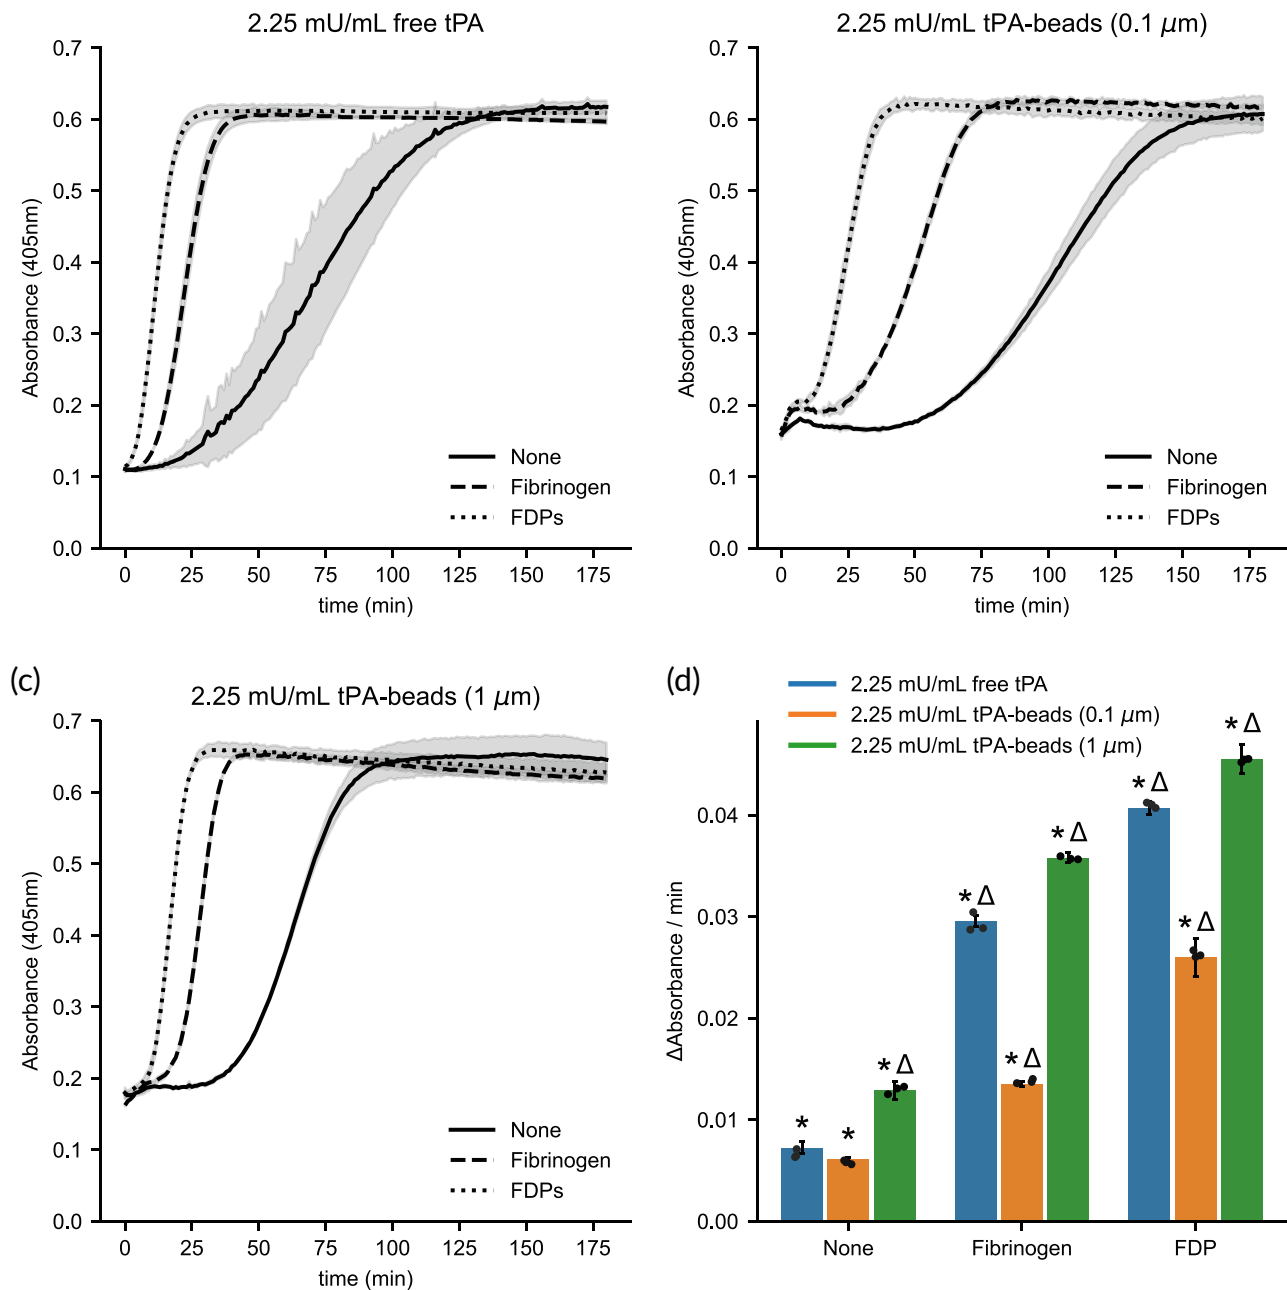 2.25 mU/mL free tPA
0.7
0.6
0.5
0.4
0.3
0.2
0.1
0.0
Absorbance (405nm)
None
Fibrinogen
FDPs
0 25 50 75 100 125 150 175
time (min)
2.25 mU/mL tPA-beads (0.1 μm)
0.7
0.6
0.5
0.4
0.3
0.2
0.1
0.0
Absorbance (405nm)
None
Fibrinogen
FDPs
0 25 50 75 100 125 150 175
time (min)
(c)
2.25 mU/mL tPA-beads (1 μm)
0.7
0.6
0.5
0.4
0.3
0.2
0.1
0.0
Absorbance (405nm)
None
Fibrinogen
FDPs
0 25 50 75 100 125 150 175
time (min)
(d)
2.25 mU/mL free tPA
2.25 mU/mL tPA-beads (0.1 μm)
2.25 mU/mL tPA-beads (1 μm)
0.04
0.03
0.02
0.01
0.00
ΔAbsorbance / min
*
*
* Δ
* Δ
* Δ
* Δ
* Δ
* Δ
* Δ
None Fibrinogen FDP